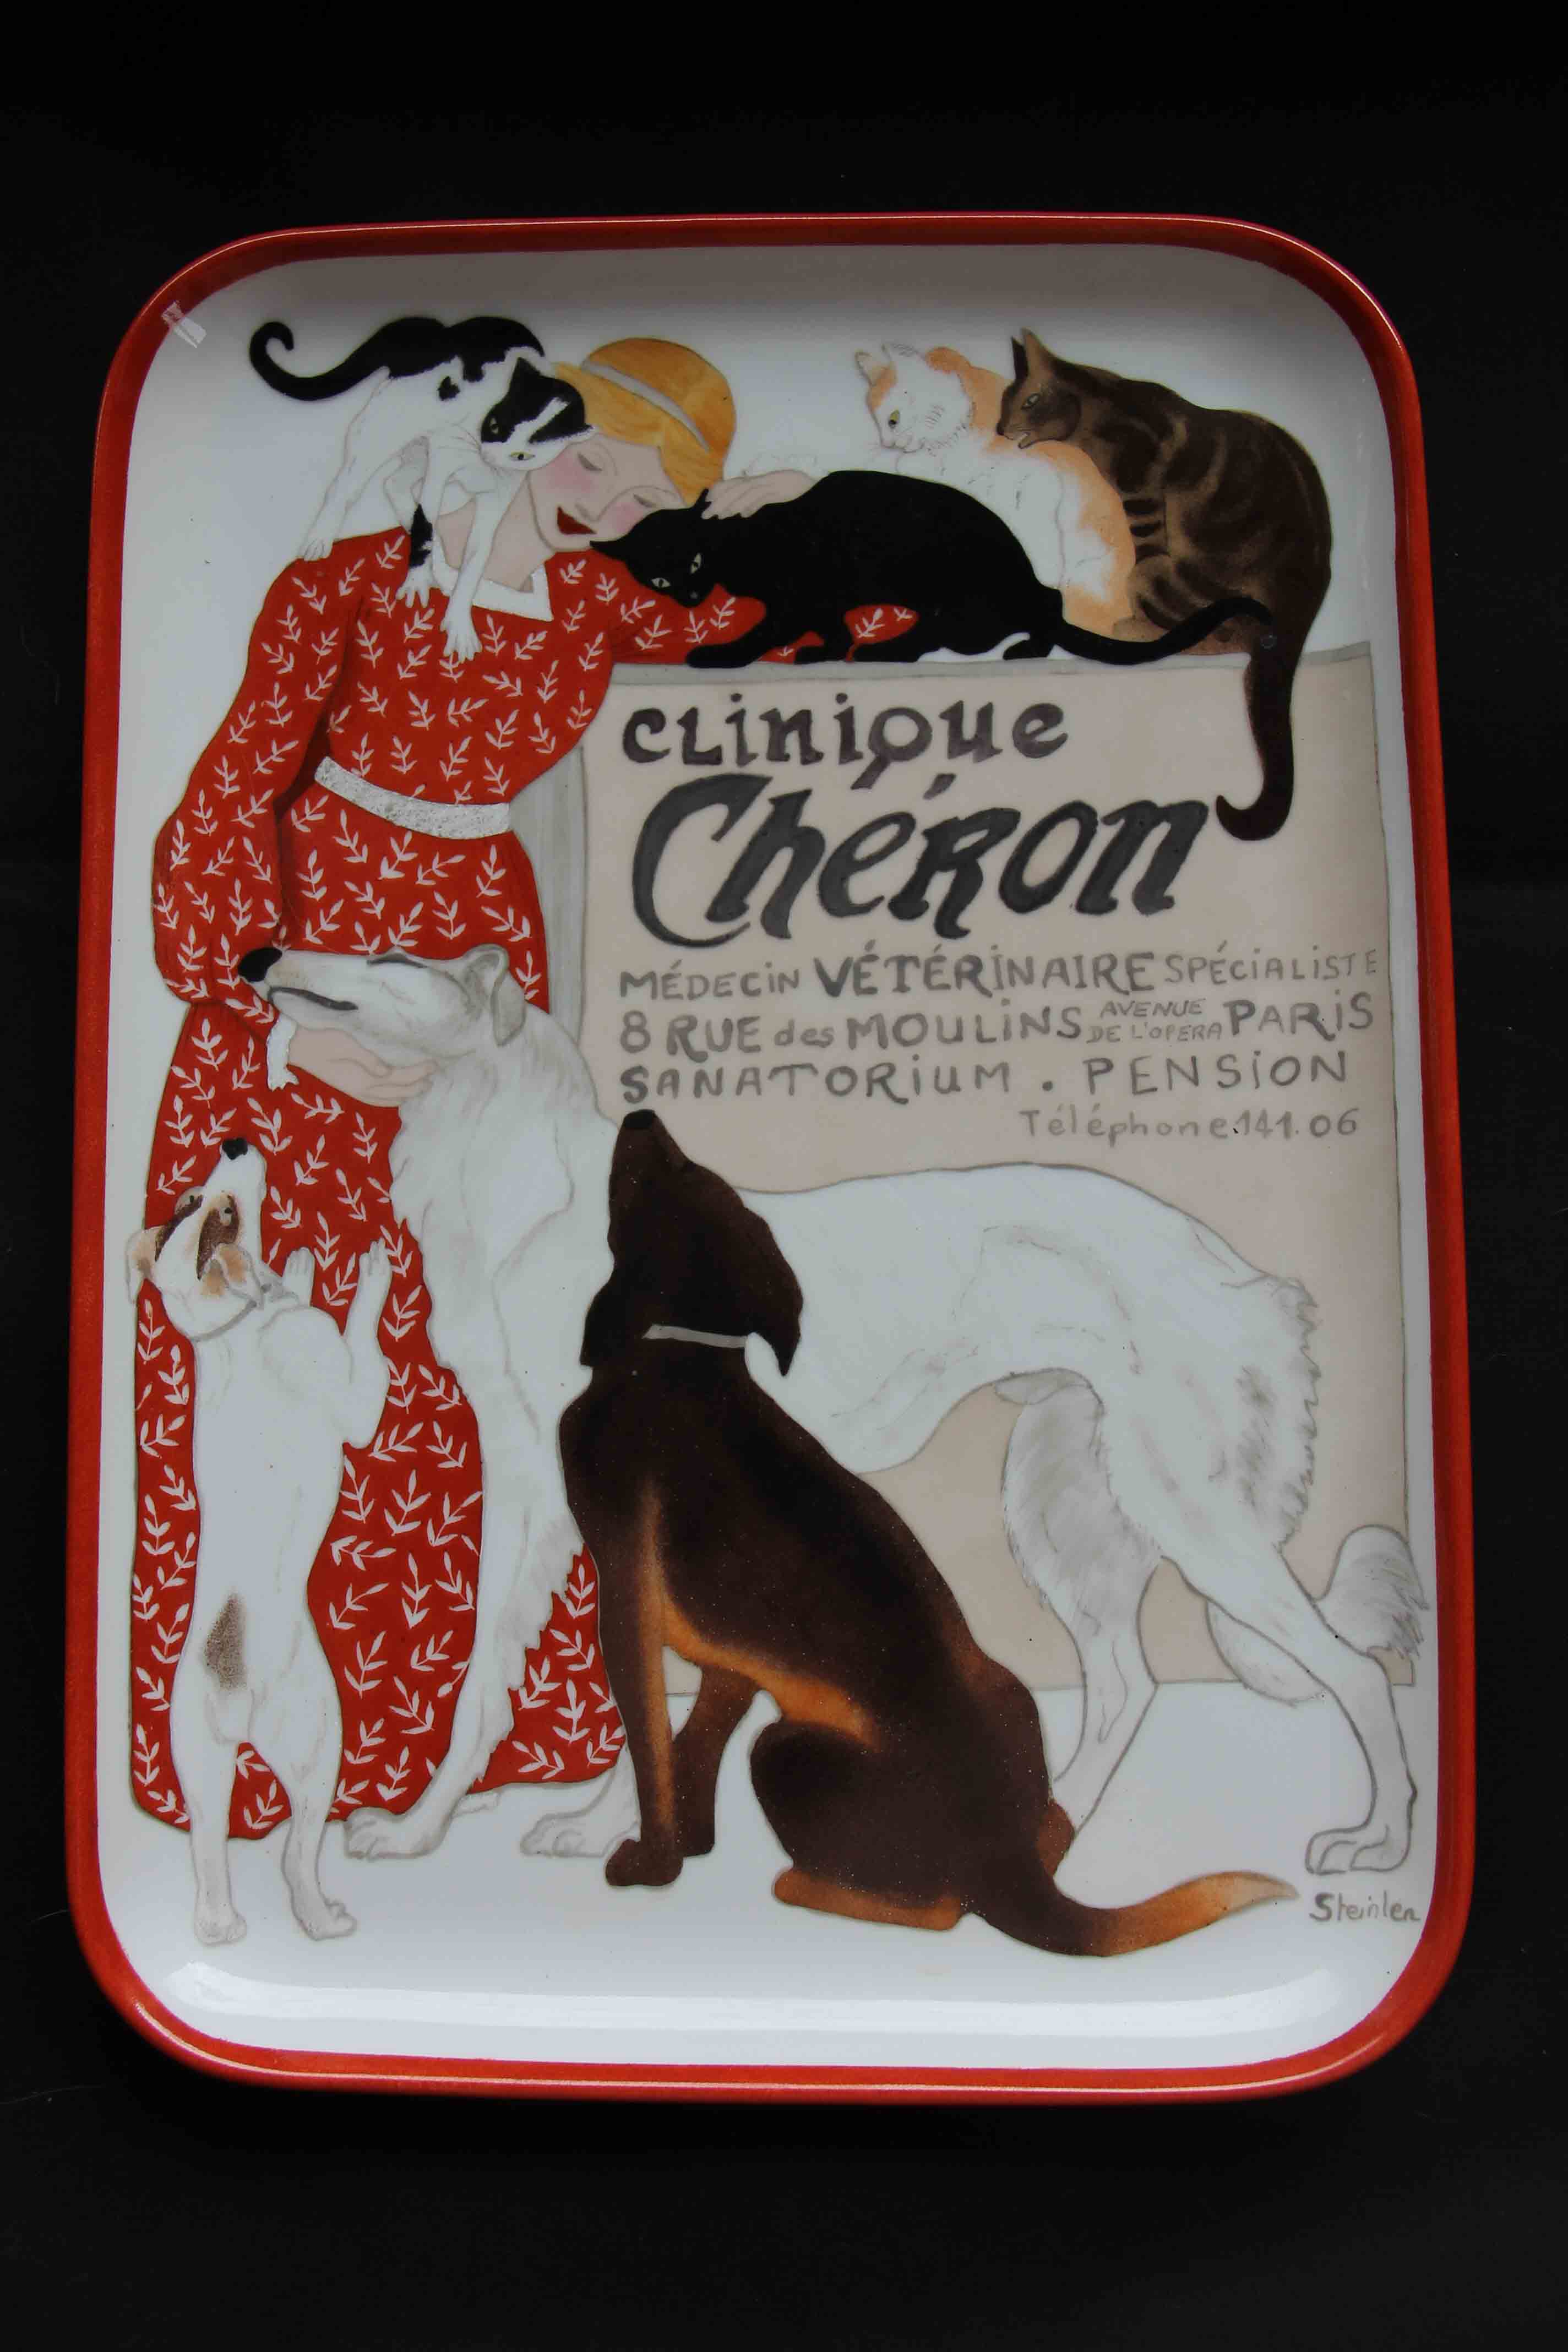 cLinique
Chéron
MÉDECiN VÉTÉRiNAIRE SPÉCiALiSTE
8 RUE des MOULiNS AVENUE DE L'OPERA PARiS
SANATORiUM . PENSiON
Téléphone.141.06
Steinlen